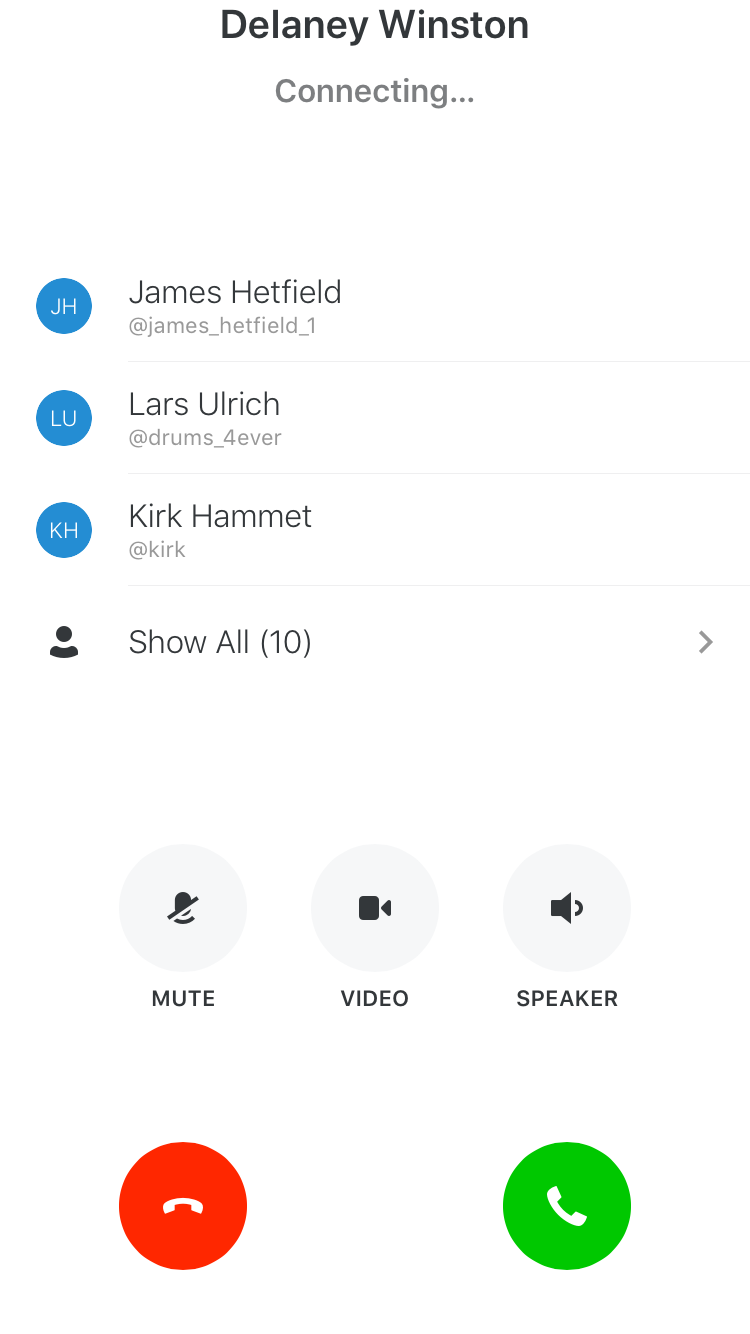 Delaney Winston
Connecting...
JH
James Hetfield
@james_hetfield_1
LU
Lars Ulrich
@drums_4ever
KH
Kirk Hammet
@kirk
Show All (10)
MUTE VIDEO SPEAKER